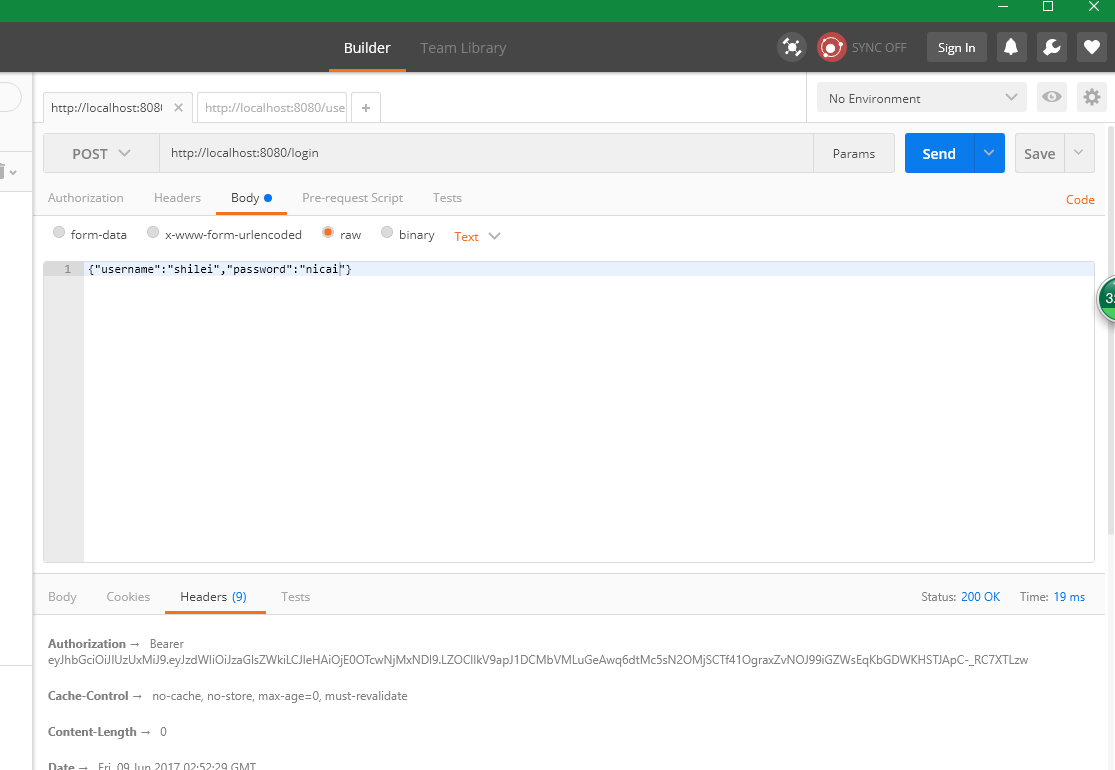 Builder
Team Library
SYNC OFF
Sign In
http://localhost:808
http://localhost:8080/use
+
No Environment
POST
http://localhost:8080/login
Params
Send
Save
Authorization
Headers
Body
Pre-request Script
Tests
Code
form-data
x-www-form-urlencoded
raw
binary
Text
1
{"username":"shilei","password":"nicai"}
Body
Cookies
Headers (9)
Tests
Status: 200 OK
Time: 19 ms
Authorization → Bearer
Cache-Control → no-cache, no-store, max-age=0, must-revalidate
Content-Length → 0
Date → Fri, 09 Jun 2017 02:52:29 GMT